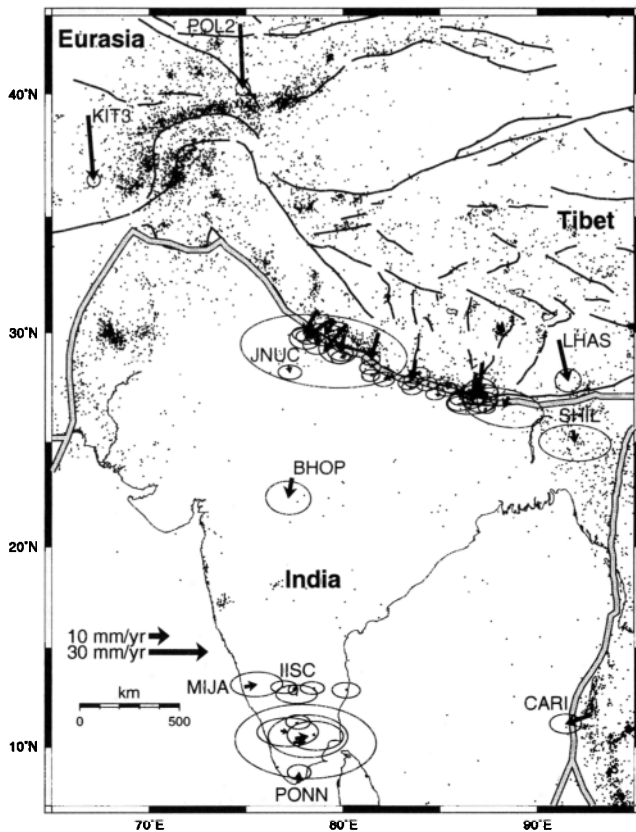 Eurasia
POL2
40°N
KIT3
Tibet
30°N
LHAS
JNUC
SHIL
BHOP
20°N
India
10 mm/yr
30 mm/yr
IISC
MIJA
km
0
500
CARI
10°N
PONN
70°E
80°E
90°E